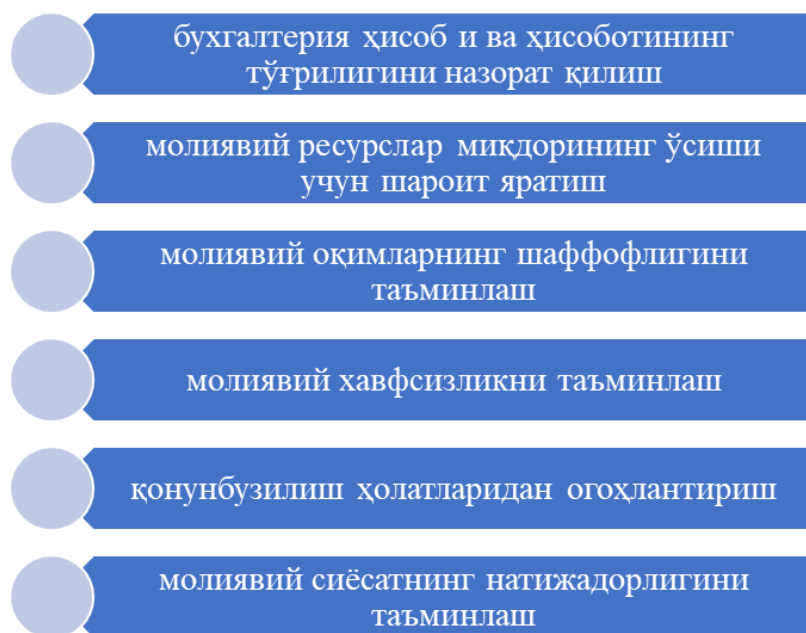 бухгалтерия ҳисоб и ва ҳисоботининг
тўғрилигини назорат қилиш
молиявий ресурслар миқдорининг ўсиши
учун шароит яратиш
молиявий оқимларнинг шаффофлигини
таъминлаш
молиявий хавфсизликни таъминлаш
қонунбузилиш ҳолатларидан огоҳлантириш
молиявий сиёсатнинг натижадорлигини
таъминлаш